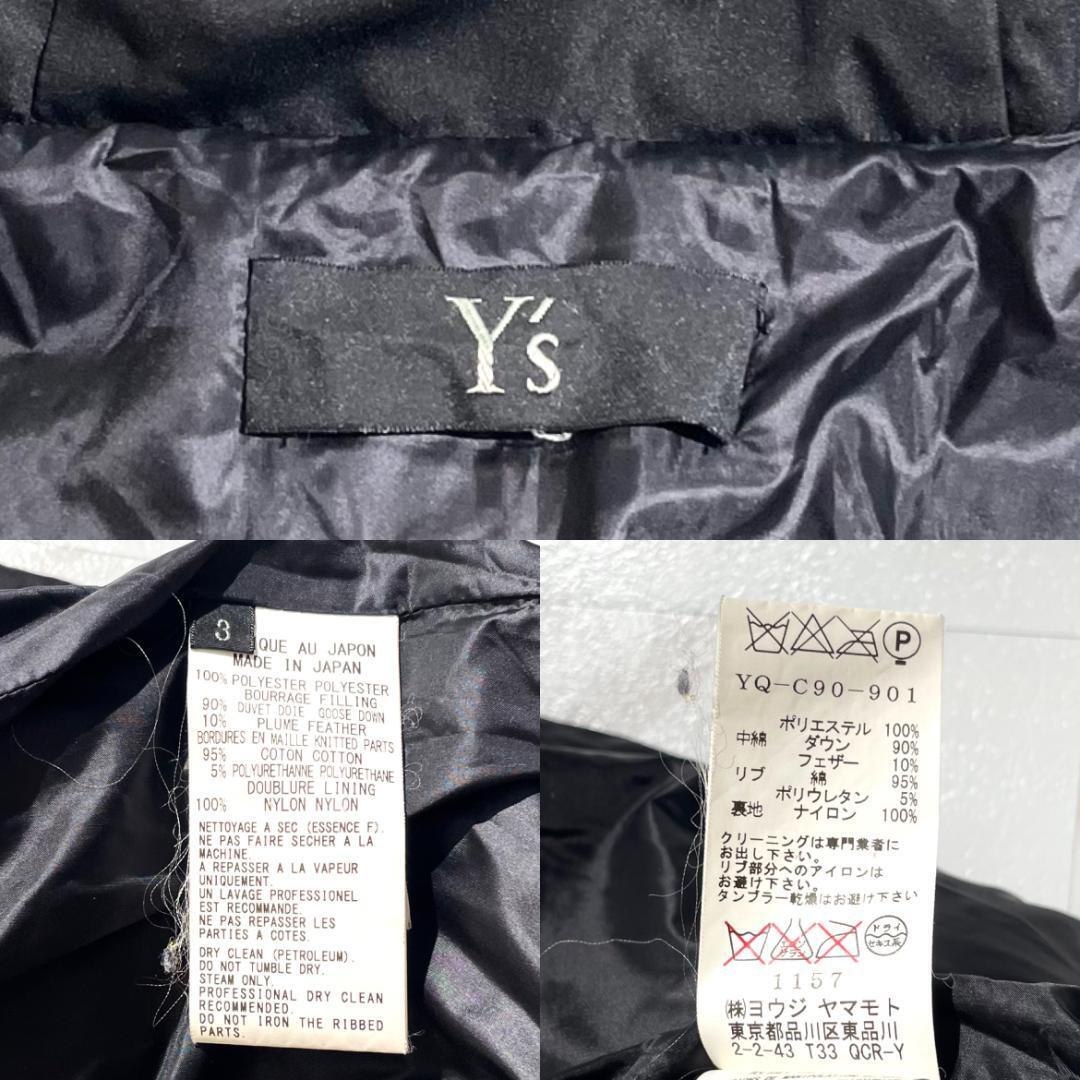 Y's
3
QUE AU JAPON
MADE IN JAPAN
100% POLYESTER POLYESTER
BOURRAGE FILLING
90% DUVET DOIE GOOSE DOWN
10% PLUME FEATHER
BORDURES EN MAILLE KNITTED PARTS
95% COTON COTTON
5% POLYURETHANNE POLYURETHANE
DOUBLURE LINING
100% NYLON NYLON
NETTOYAGE A SEC (ESSENCE F).
NE PAS FAIRE SECHER A LA
MACHINE.
A REPASSER A LA VAPEUR
UNIQUEMENT.
UN LAVAGE PROFESSIONEL
EST RECOMMANDE.
NE PAS REPASSER LES
PARTIES A COTES.
DRY CLEAN (PETROLEUM).
DO NOT TUMBLE DRY.
STEAM ONLY.
PROFESSIONAL DRY CLEAN
RECOMMENDED.
DO NOT IRON THE RIBBED
PARTS.
P
YQ-C90-901
ポリエステル 100%
中綿 ダウン 90%
フェザー 10%
リブ 綿 95%
ポリウレタン 5%
裏地 ナイロン 100%
クリーニングは専門業者に
お出し下さい。
リブ部分へのアイロンは
お避け下さい。
タンブラー乾燥はお避け下さい
ドライ
セキユ系
1157
(株)ヨウジ ヤマモト
東京都品川区東品川
2-2-43 T33 QCR-Y